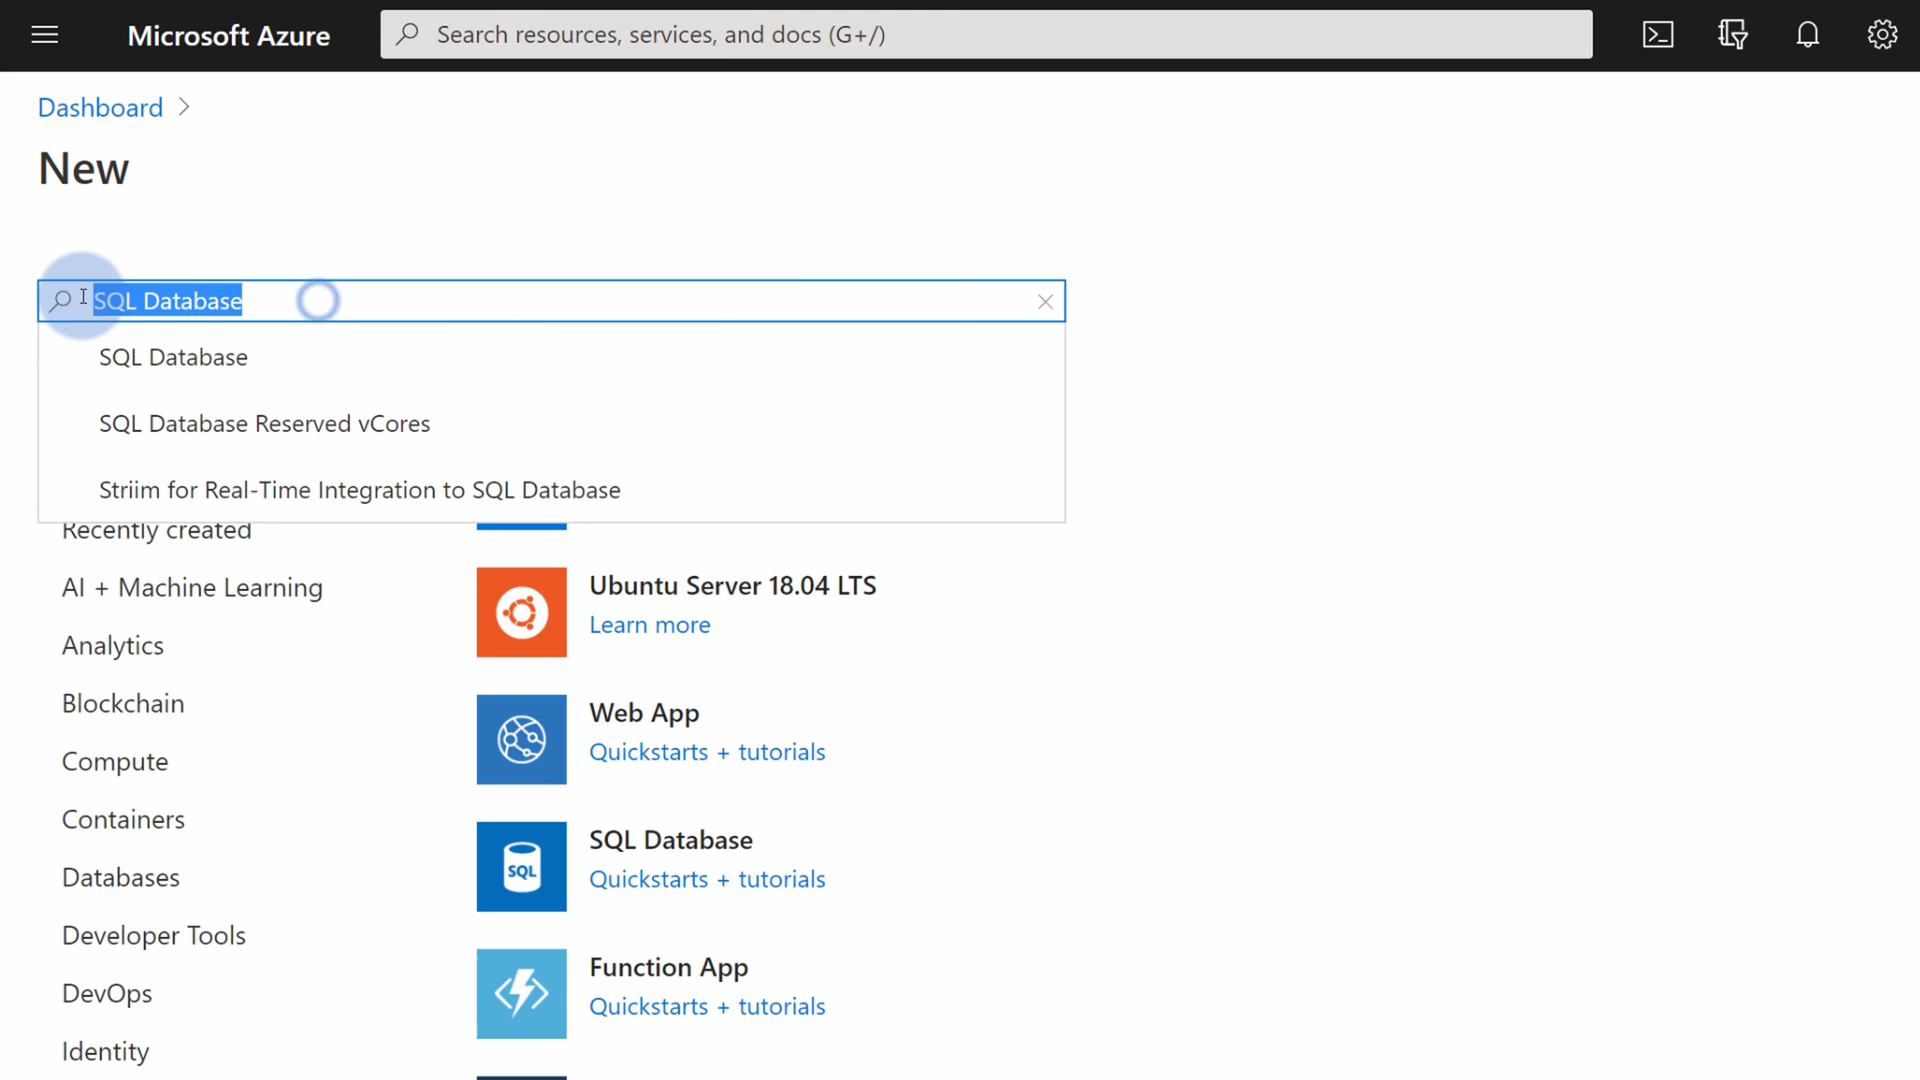 Microsoft Azure
Search resources, services, and docs (G+/)
Dashboard
New
SQL Database
SQL Database
SQL Database Reserved vCores
Striim for Real-Time Integration to SQL Database
Recently created
AI + Machine Learning
Analytics
Blockchain
Compute
Containers
Databases
Developer Tools
DevOps
Identity
Ubuntu Server 18.04 LTS
Learn more
Web App
Quickstarts + tutorials
SQL
SQL Database
Quickstarts + tutorials
Function App
Quickstarts + tutorials